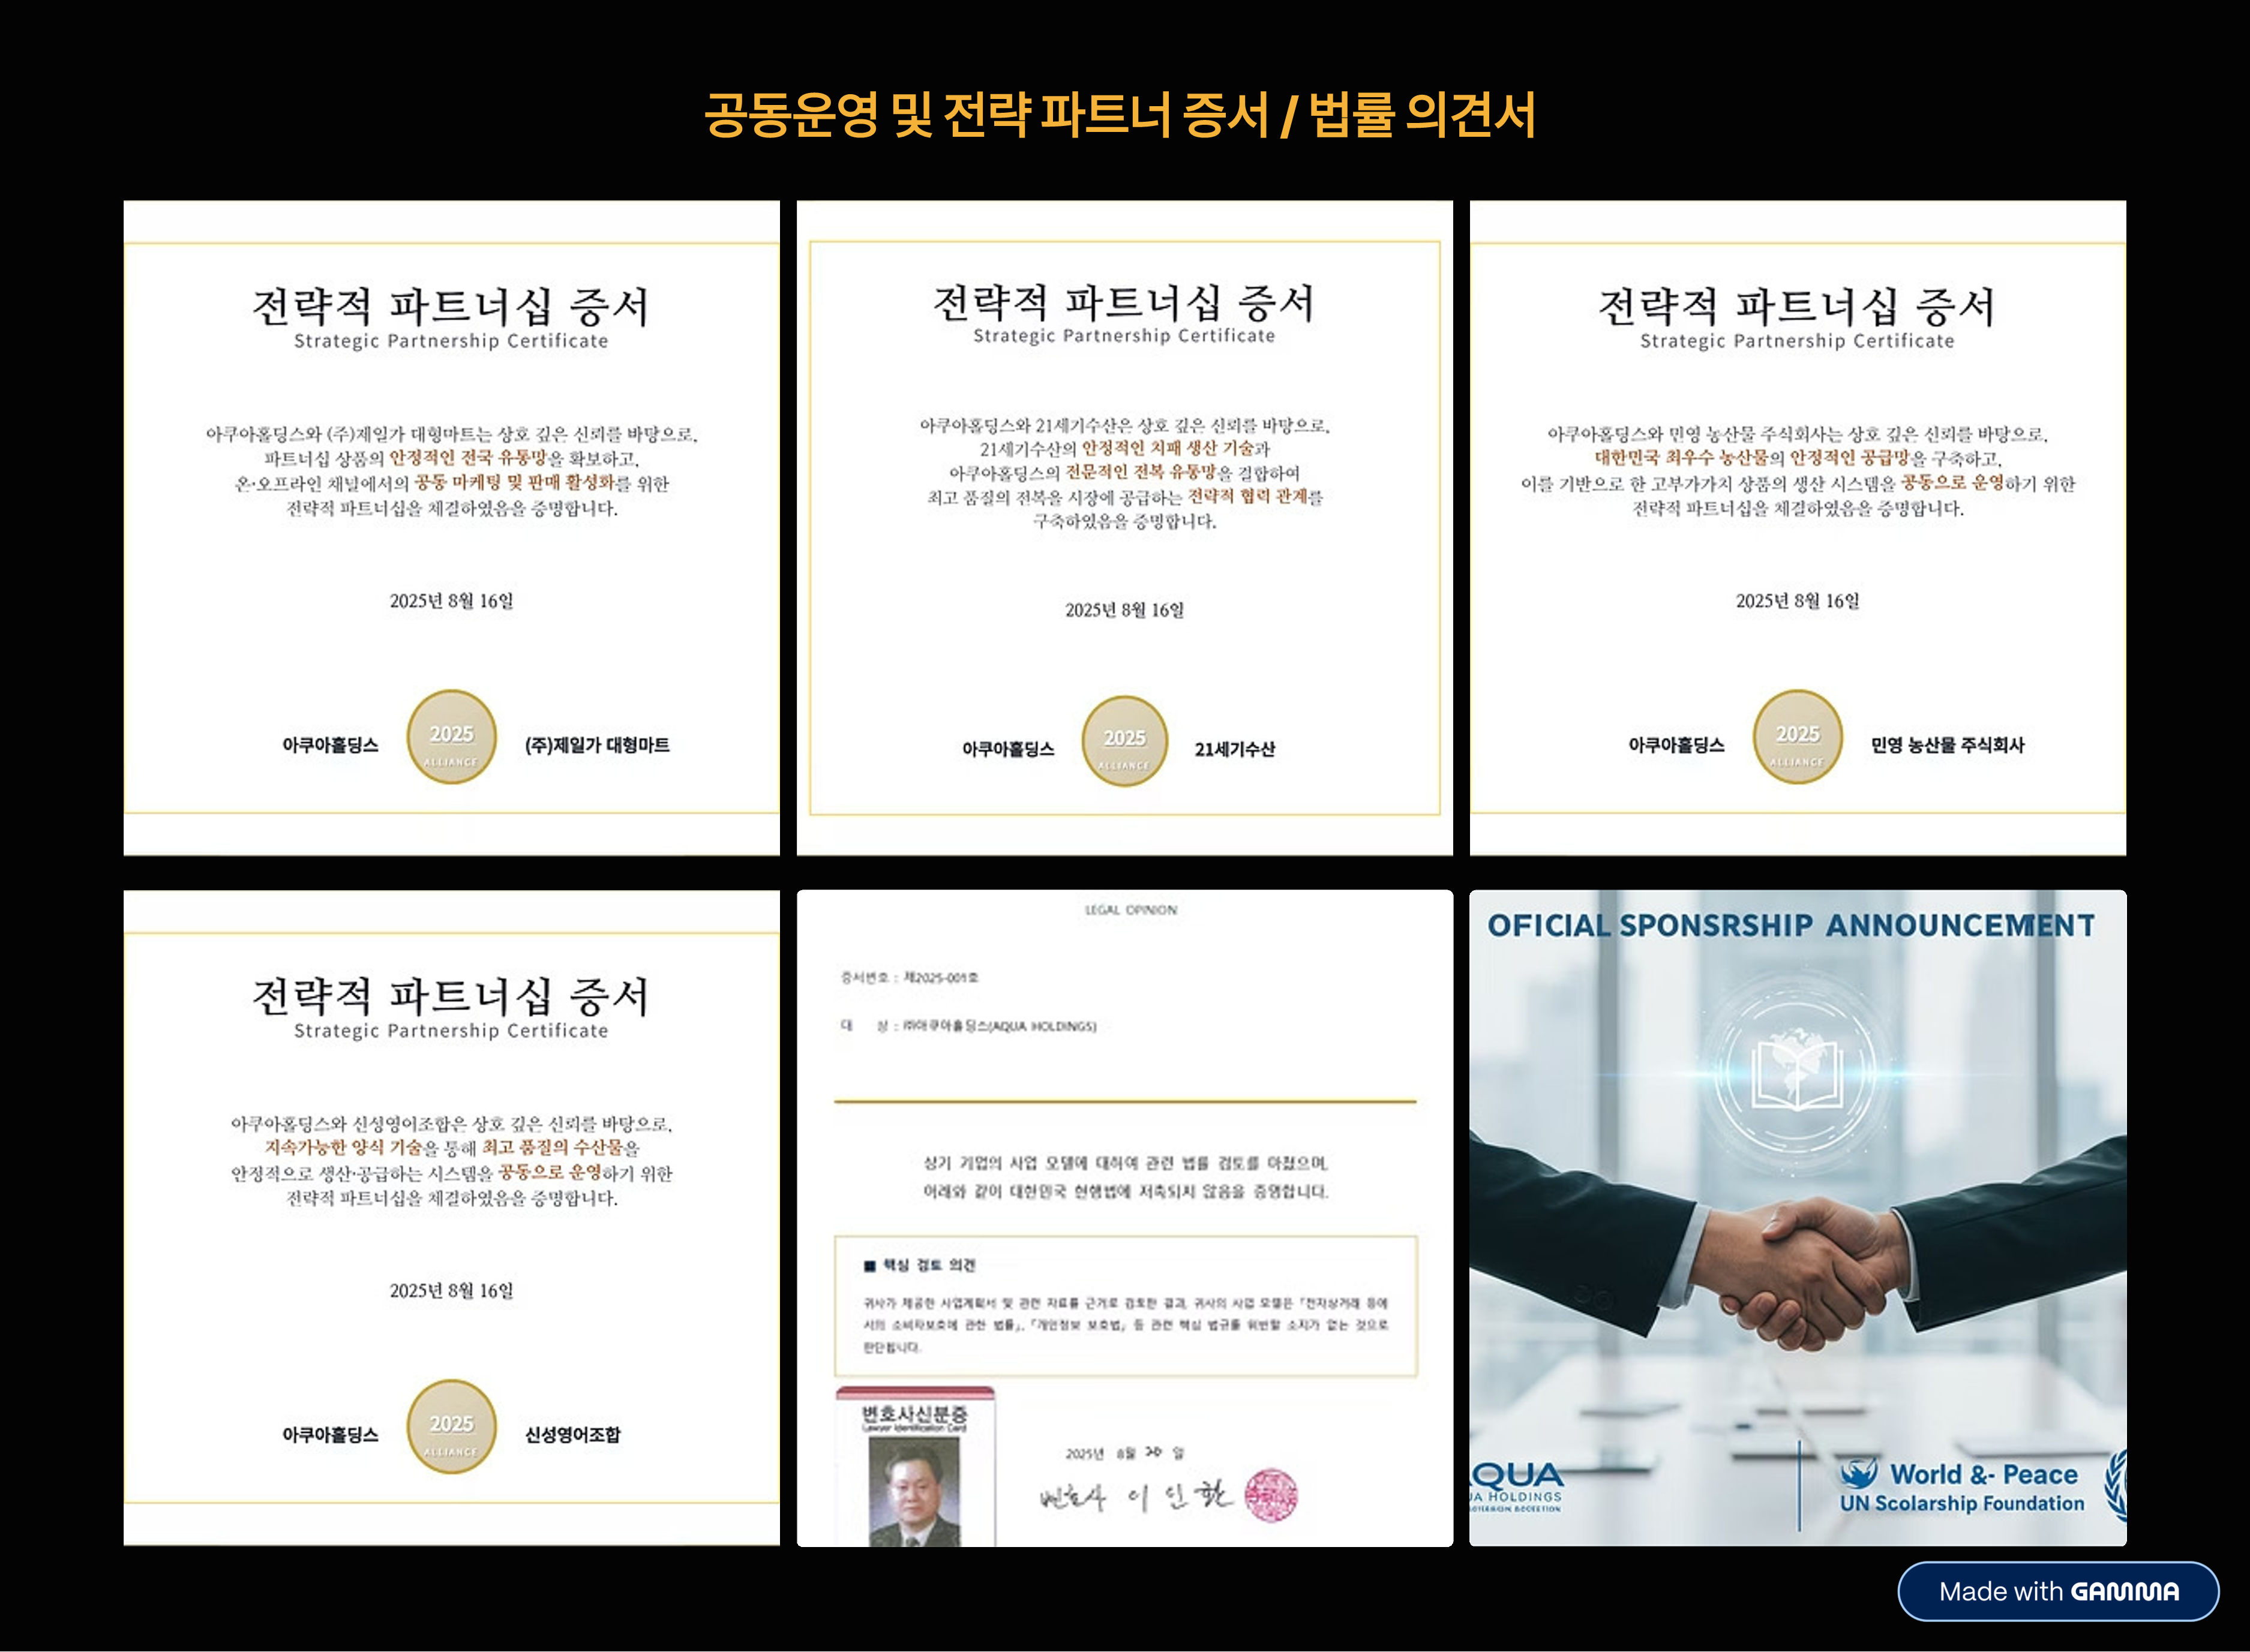 공동운영 및 전략 파트너 증서 / 법률 의견서
전략적 파트너십 증서
Strategic Partnership Certificate
아쿠아홀딩스와 (주)제일가 대형마트는 상호 깊은 신뢰를 바탕으로,
파트너십 상품의 안정적인 전국 유통망을 확보하고,
온·오프라인 채널에서의 공동 마케팅 및 판매 활성화를 위한
전략적 파트너십을 체결하였음을 증명합니다.
2025년 8월 16일
아쿠아홀딩스
2025
ALLIANCE
(주)제일가 대형마트
전략적 파트너십 증서
Strategic Partnership Certificate
아쿠아홀딩스와 21세기수산은 상호 깊은 신뢰를 바탕으로,
21세기수산의 안정적인 치패 생산 기술과
아쿠아홀딩스의 전문적인 전복 유통망을 결합하여
최고 품질의 전복을 시장에 공급하는 전략적 협력 관계를
구축하였음을 증명합니다.
2025년 8월 16일
아쿠아홀딩스
2025
ALLIANCE
21세기수산
전략적 파트너십 증서
Strategic Partnership Certificate
아쿠아홀딩스와 민영 농산물 주식회사는 상호 깊은 신뢰를 바탕으로,
대한민국 최우수 농산물의 안정적인 공급망을 구축하고,
이를 기반으로 한 고부가가치 상품의 생산 시스템을 공동으로 운영하기 위한
전략적 파트너십을 체결하였음을 증명합니다.
2025년 8월 16일
아쿠아홀딩스
2025
ALLIANCE
민영 농산물 주식회사
전략적 파트너십 증서
Strategic Partnership Certificate
아쿠아홀딩스와 신성영어조합은 상호 깊은 신뢰를 바탕으로,
지속가능한 양식 기술을 통해 최고 품질의 수산물을
안정적으로 생산·공급하는 시스템을 공동으로 운영하기 위한
전략적 파트너십을 체결하였음을 증명합니다.
2025년 8월 16일
아쿠아홀딩스
2025
ALLIANCE
신성영어조합
LEGAL OPINION
증서번호 : 제2025-001호
대 상 : ㈜아쿠아홀딩스(AQUA HOLDINGS)
상기 기업의 사업 모델에 대하여 관련 법률 검토를 마쳤으며,
아래와 같이 대한민국 현행법에 저촉되지 않음을 증명합니다.
■ 핵심 검토 의견
귀사가 제공한 사업계획서 및 관련 자료를 근거로 검토한 결과, 귀사의 사업 모델은 「전자상거래 등에
서의 소비자보호에 관한 법률」, 「개인정보 보호법」 등 관련 핵심 법규를 위반할 소지가 없는 것으로
판단됩니다.
변호사신분증
Lawyer Identification Card
2025년 8월 20 일
변호사 이인환
OFICIAL SPONSRSHIP ANNOUNCEMENT
QUA
UA HOLDINGS
World &- Peace
UN Scolarship Foundation
Made with GAMMA